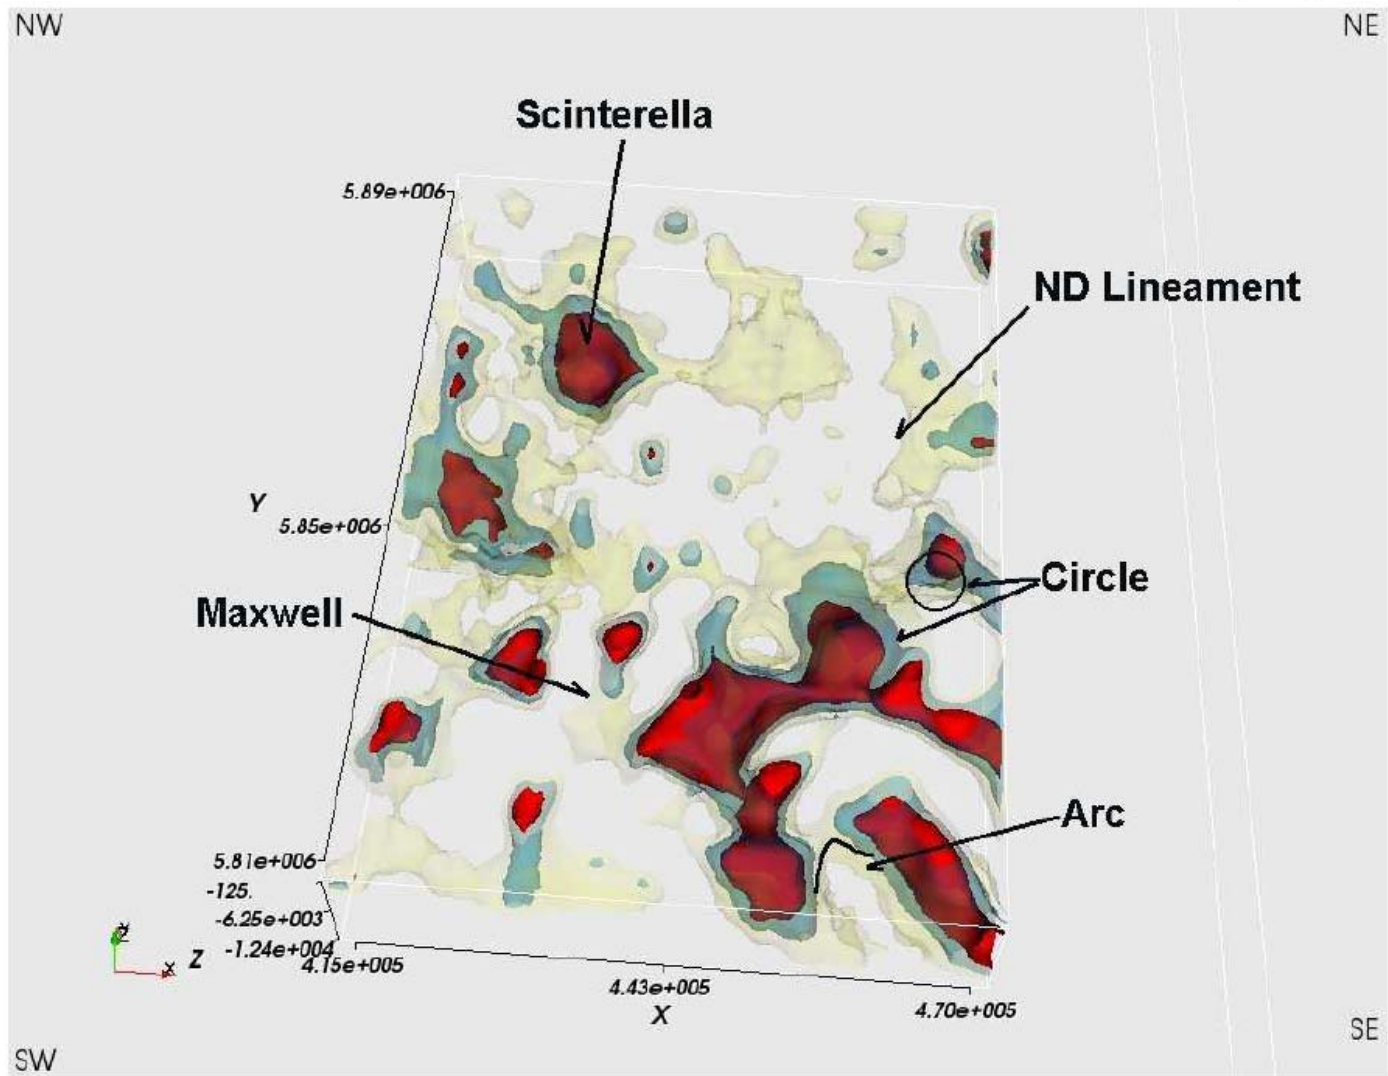 NW
NE
Scinterella
5.89e+006
ND Lineament
Y
5.85e+006
Circle
Maxwell
Arc
5.81e+006
-125.
-6.25e+003
-1.24e+004
Z
X
4.15e+005
4.43e+005
4.70e+005
X
SE
SW